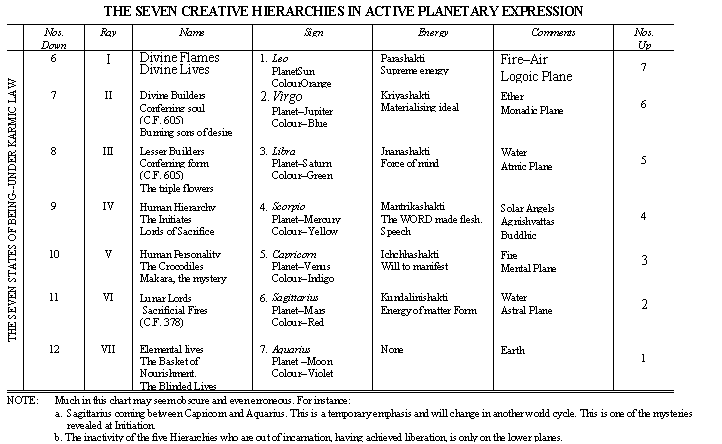 THE SEVEN CREATIVE HIERARCHIES IN ACTIVE PLANETARY EXPRESSION
THE SEVEN STATES OF BEING--UNDER KARMIC LAW
Nos. Down Ray Name Sign Energy Comments Nos. Up
6 I Divine Flames 1. Leo Parashakti Fire–Air 7
Divine Lives PlanetSun Supreme energy Logoic Plane
ColourOrange
7 II Divine Builders 2. Virgo Kriyashakti Ether 6
Conferring soul Planet–Jupiter Materialising ideal Monadic Plane
(C.F. 605) Colour–Blue
Burning sons of desire
8 III Lesser Builders 3. Libra Jnanashakti Water 5
Conferring form Planet–Saturn Force of mind Atmic Plane
(C.F. 605) Colour–Green
The triple flowers
9 IV Human Hierarchy 4. Scorpio Mantrikashakti Solar Angels 4
The Initiates Planet–Mercury The WORD made flesh. Agnishvattas
Lords of Sacrifice Colour–Yellow Speech Buddhic
10 V Human Personality 5. Capricorn Ichchhashakti Fire 3
The Crocodiles Planet–Venus Will to manifest Mental Plane
Makara, the mystery Colour–Indigo
11 VI Lunar Lords 6. Sagittarius Kundalinishakti Water 2
Sacrificial Fires Planet–Mars Energy of matter Form Astral Plane
(C.F. 378) Colour–Red
12 VII Elemental lives 7. Aquarius None Earth 1
The Basket of Planet –Moon
Nourishment. Colour–Violet
The Blinded Lives
NOTE: Much in this chart may seem obscure and even erroneous. For instance:
a. Sagittarius coming between Capricorn and Aquarius. This is a temporary emphasis and will change in another world cycle. This is one of the mysteries
revealed at Initiation.
b. The inactivity of the five Hierarchies who are out of incarnation, having achieved liberation, is only on the lower planes.